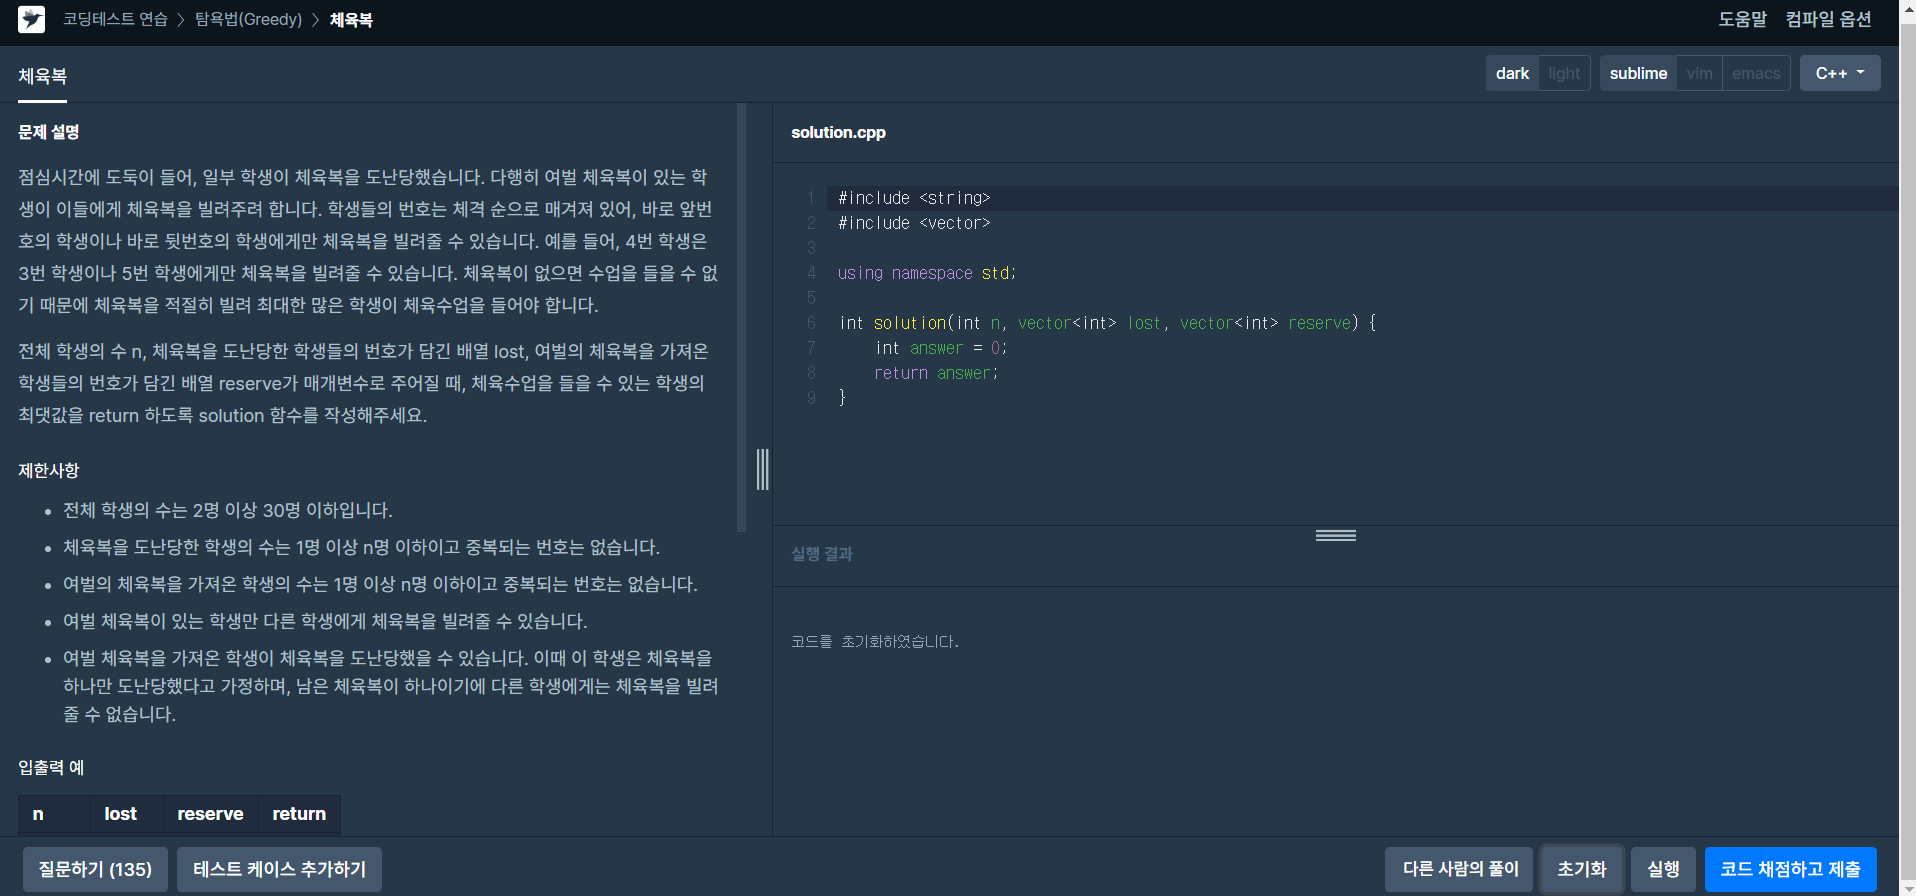 코딩테스트 연습 > 탐욕법(Greedy) > 체육복
도움말 컴파일 옵션
체육복
dark light sublime vim emacs C++
문제 설명
점심시간에 도둑이 들어, 일부 학생이 체육복을 도난당했습니다. 다행히 여벌 체육복이 있는 학
생이 이들에게 체육복을 빌려주려 합니다. 학생들의 번호는 체격 순으로 매겨져 있어, 바로 앞번
호의 학생이나 바로 뒷번호의 학생에게만 체육복을 빌려줄 수 있습니다. 예를 들어, 4번 학생은
3번 학생이나 5번 학생에게만 체육복을 빌려줄 수 있습니다. 체육복이 없으면 수업을 들을 수 없
기 때문에 체육복을 적절히 빌려 최대한 많은 학생이 체육수업을 들어야 합니다.
전체 학생의 수 n, 체육복을 도난당한 학생들의 번호가 담긴 배열 lost, 여벌의 체육복을 가져온
학생들의 번호가 담긴 배열 reserve가 매개변수로 주어질 때, 체육수업을 들을 수 있는 학생의
최댓값을 return 하도록 solution 함수를 작성해주세요.
제한사항
• 전체 학생의 수는 2명 이상 30명 이하입니다.
• 체육복을 도난당한 학생의 수는 1명 이상 n명 이하이고 중복되는 번호는 없습니다.
• 여벌의 체육복을 가져온 학생의 수는 1명 이상 n명 이하이고 중복되는 번호는 없습니다.
• 여벌 체육복이 있는 학생만 다른 학생에게 체육복을 빌려줄 수 있습니다.
• 여벌 체육복을 가져온 학생이 체육복을 도난당했을 수 있습니다. 이때 이 학생은 체육복을
하나만 도난당했다고 가정하며, 남은 체육복이 하나이기에 다른 학생에게는 체육복을 빌려
줄 수 없습니다.
입출력 예
n lost reserve return
solution.cpp
1 #include <string>
2 #include <vector>
3
4 using namespace std;
5
6 int solution(int n, vector<int> lost, vector<int> reserve) {
7     int answer = 0;
8     return answer;
9 }
실행 결과
코드를 초기화하였습니다.
질문하기 (135) 테스트 케이스 추가하기
다른 사람의 풀이 초기화 실행 코드 채점하고 제출